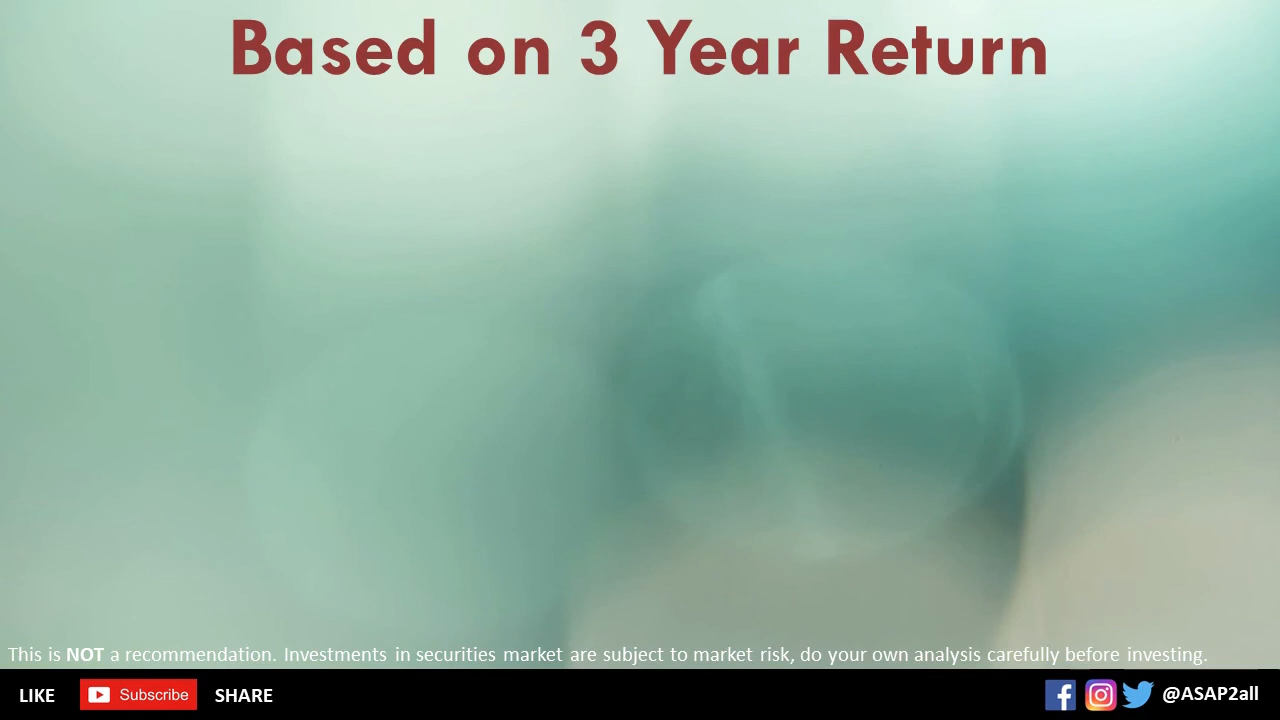 Based on 3 Year Return
This is NOT a recommendation. Investments in securities market are subject to market risk, do your own analysis carefully before investing.
LIKE Subscribe SHARE @ASAP2all